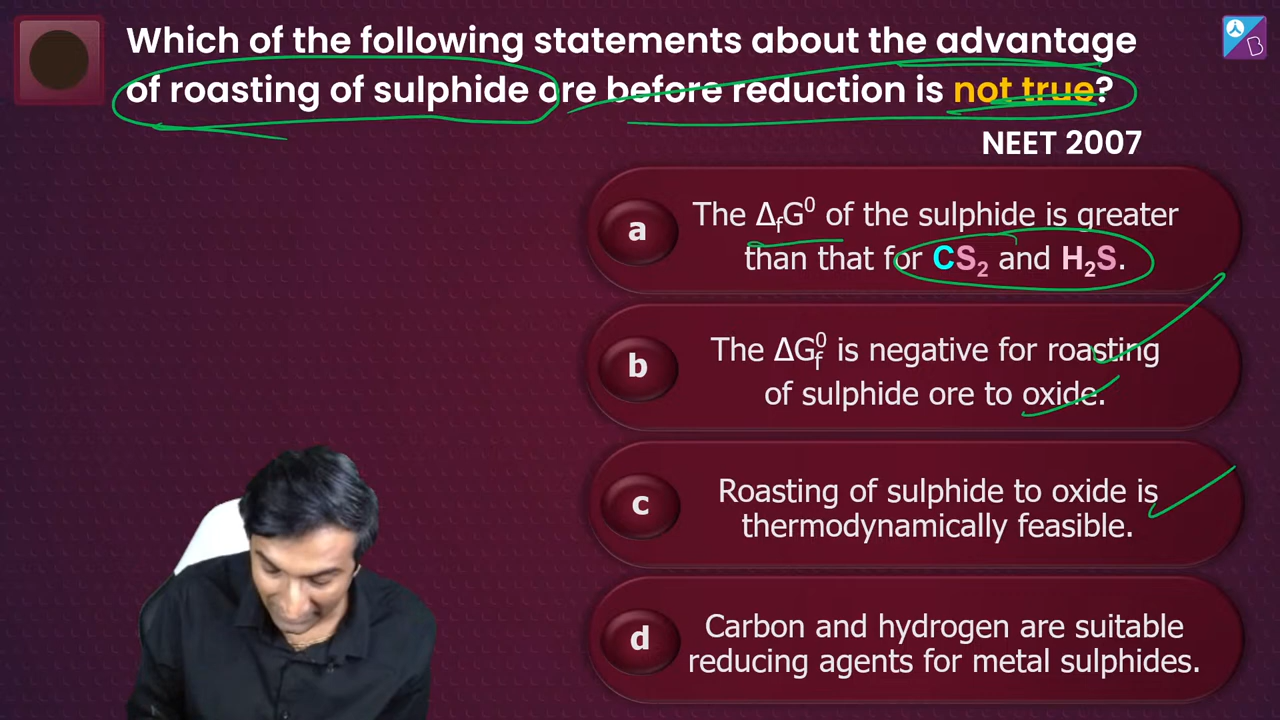 Which of the following statements about the advantage
of roasting of sulphide ore before reduction is not true?
NEET 2007
a
The ΔfG⁰ of the sulphide is greater
than that for CS₂ and H₂S.
b
The ΔGf⁰ is negative for roasting
of sulphide ore to oxide.
c
Roasting of sulphide to oxide is
thermodynamically feasible.
d
Carbon and hydrogen are suitable
reducing agents for metal sulphides.
B